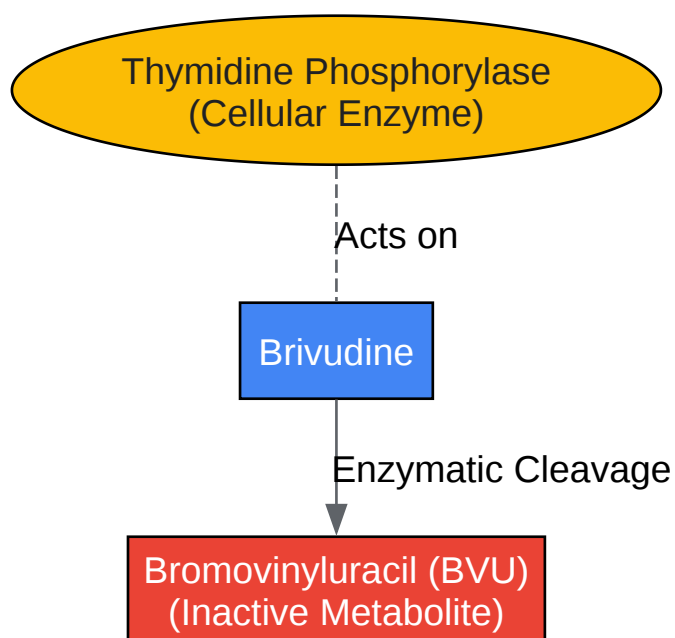 Thymidine Phosphorylase
(Cellular Enzyme)
Acts on
Brivudine
Enzymatic Cleavage
Bromovinyluracil (BVU)
(Inactive Metabolite)